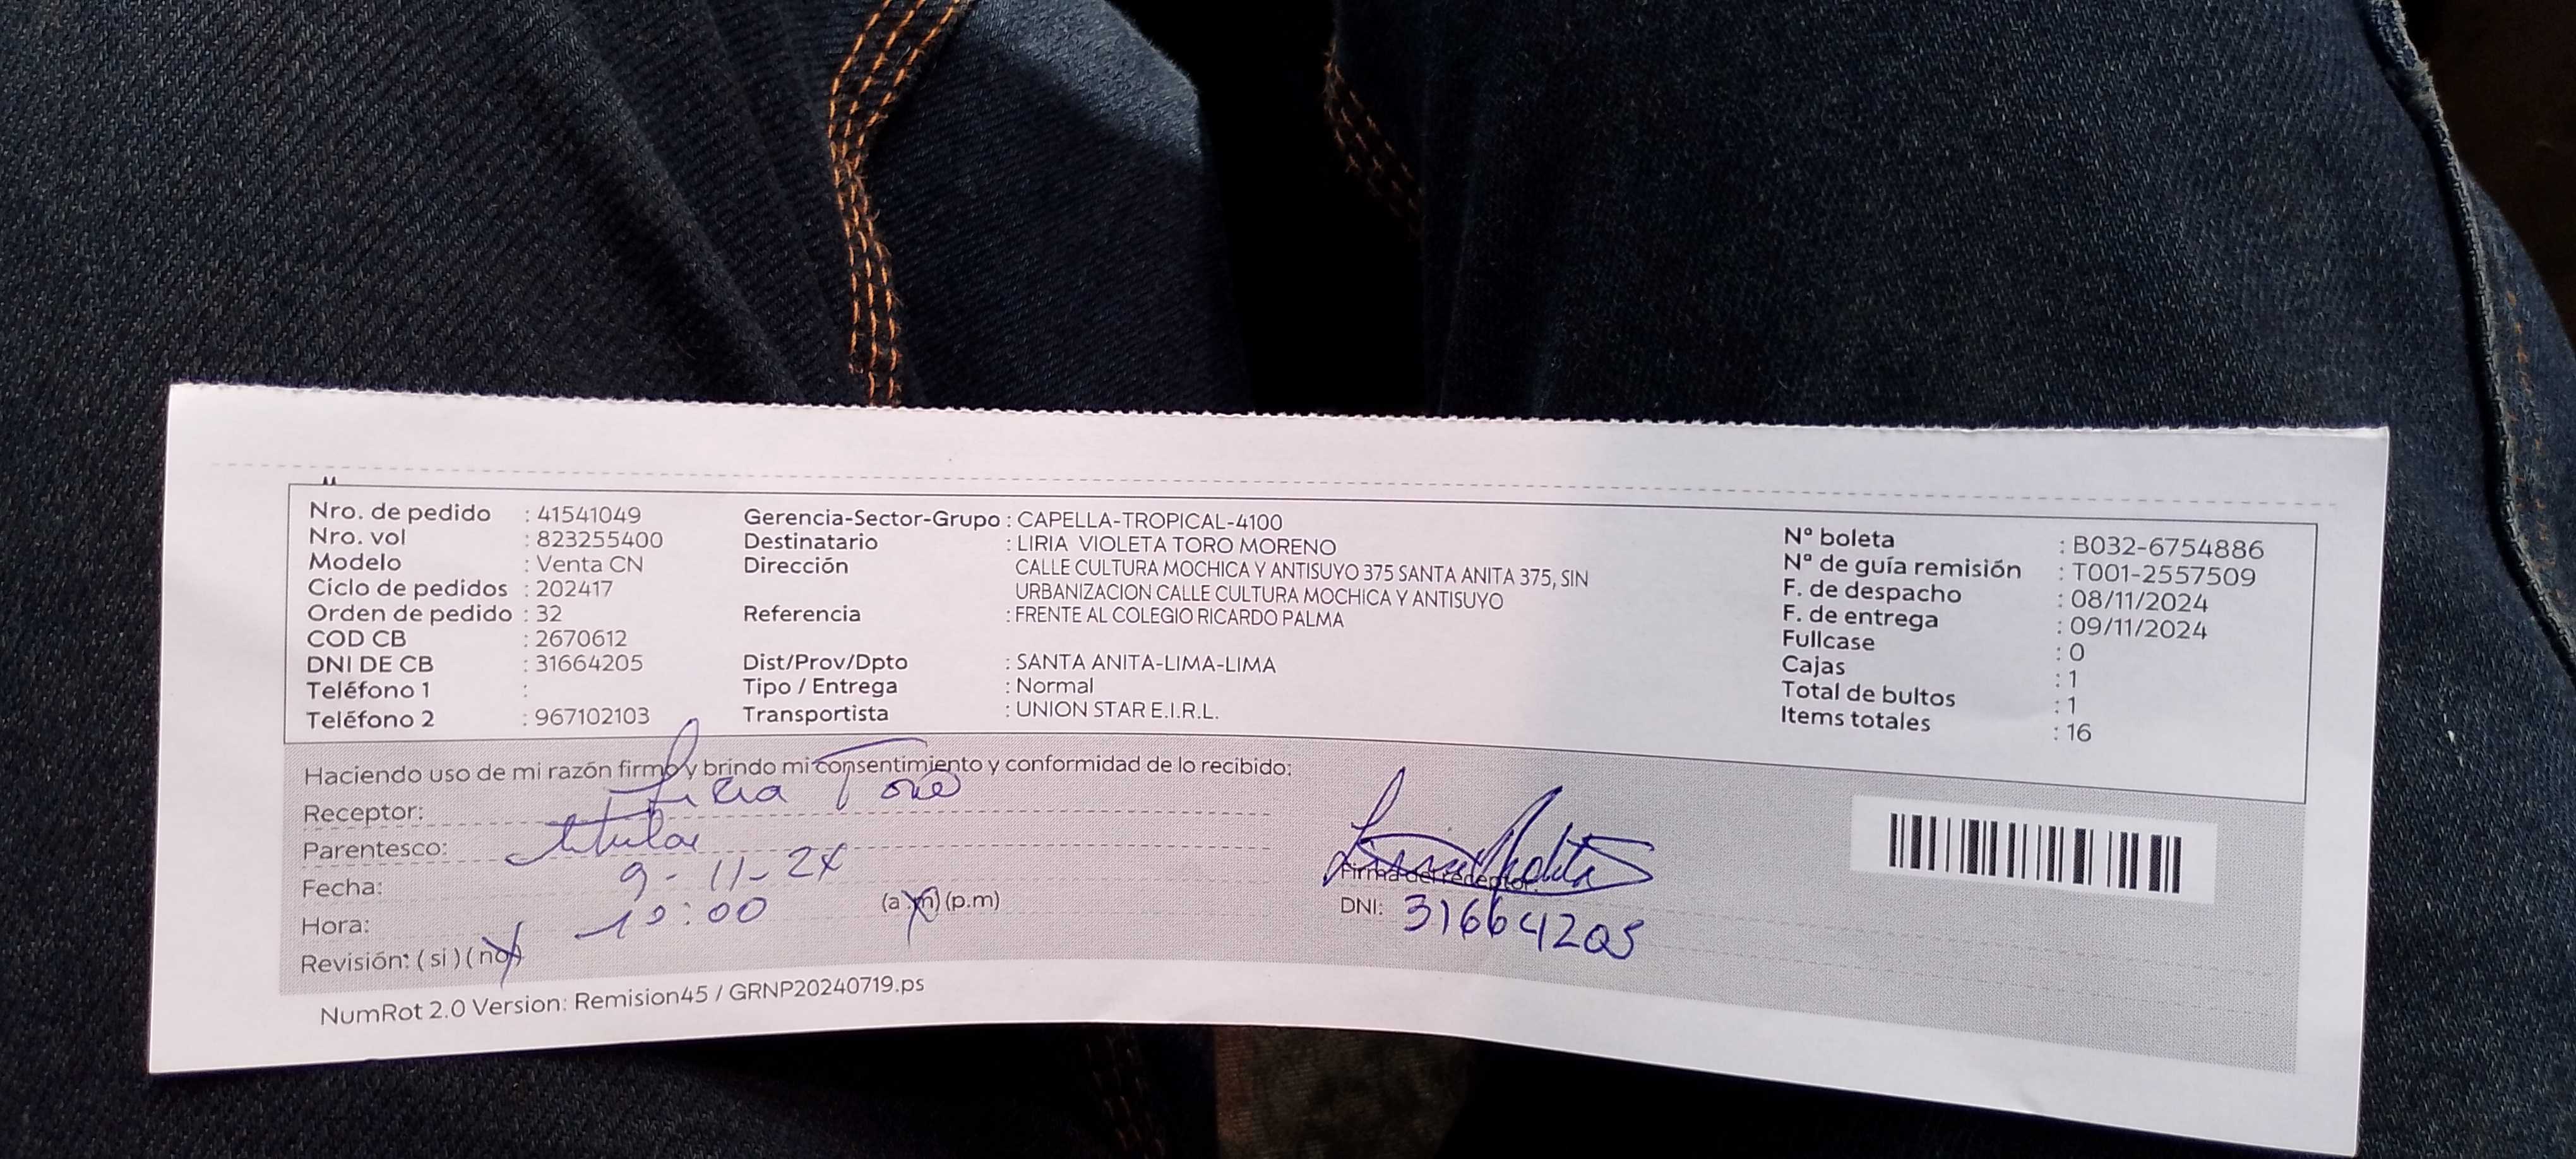 Nro. de pedido : 41541049
Nro. vol : 823255400
Modelo : Venta CN
Ciclo de pedidos : 202417
Orden de pedido : 32
COD CB : 2670612
DNI DE CB : 31664205
Teléfono 1 :
Teléfono 2 : 967102103
Gerencia-Sector-Grupo : CAPELLA-TROPICAL-4100
Destinatario : LIRIA VIOLETA TORO MORENO
Dirección CALLE CULTURA MOCHICA Y ANTISUYO 375 SANTA ANITA 375, SIN
URBANIZACION CALLE CULTURA MOCHICA Y ANTISUYO
Referencia : FRENTE AL COLEGIO RICARDO PALMA
Dist/Prov/Dpto : SANTA ANITA-LIMA-LIMA
Tipo / Entrega : Normal
Transportista : UNION STAR E.I.R.L.
Nº boleta : B032-6754886
Nº de guía remisión : T001-2557509
F. de despacho : 08/11/2024
F. de entrega : 09/11/2024
Fullcase : 0
Cajas : 1
Total de bultos : 1
Items totales : 16
Haciendo uso de mi razón firmo y brindo mi consentimiento y conformidad de lo recibido:
Receptor: Liria Toro
Parentesco: titular
Fecha: 9-11-24
Hora: 10:00 (a.m) (p.m)
Revisión: ( si ) ( no )
Firma del receptor:
DNI: 31664205
NumRot 2.0 Version: Remision45 / GRNP20240719.ps